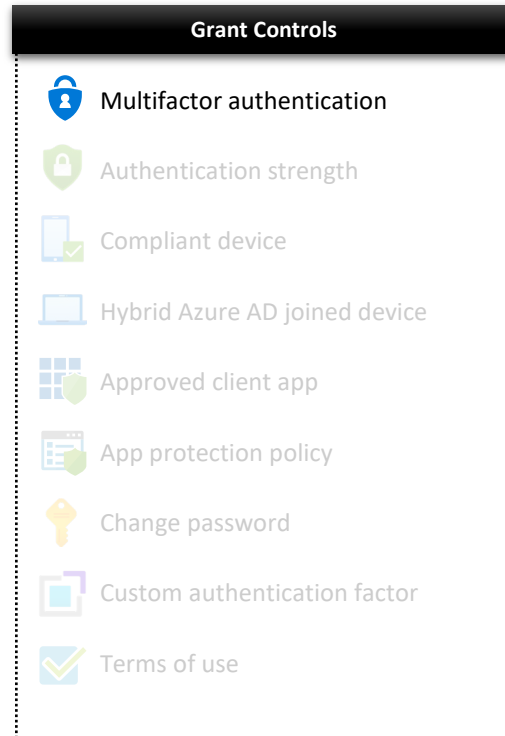 Grant Controls
Multifactor authentication
Authentication strength
Compliant device
Hybrid Azure AD joined device
Approved client app
App protection policy
Change password
Custom authentication factor
Terms of use